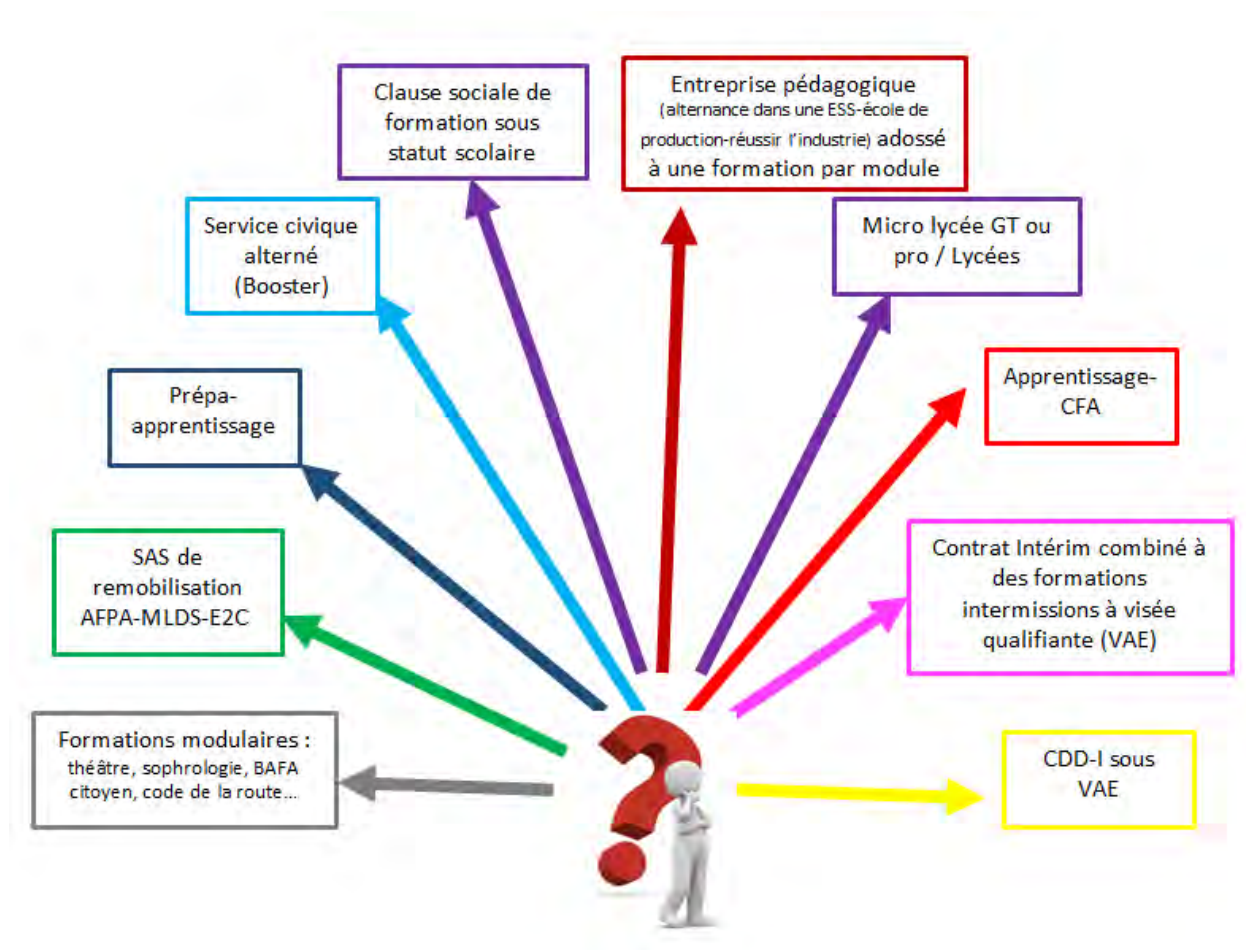 Clause sociale de
formation sous
statut scolaire
Entreprise pédagogique
(alternance dans une ESS-école de
production-réussir l'industrie) adossé
à une formation par module
Service civique
alterné
(Booster)
Micro lycée GT ou
pro / Lycées
Prépa-
apprentissage
Apprentissage-
CFA
SAS de
remobilisation
AFPA-MLDS-E2C
Contrat Intérim combiné à
des formations
intermissions à visée
qualifiante (VAE)
Formations modulaires :
théâtre, sophrologie, BAFA
citoyen, code de la route...
CDD-I sous
VAE